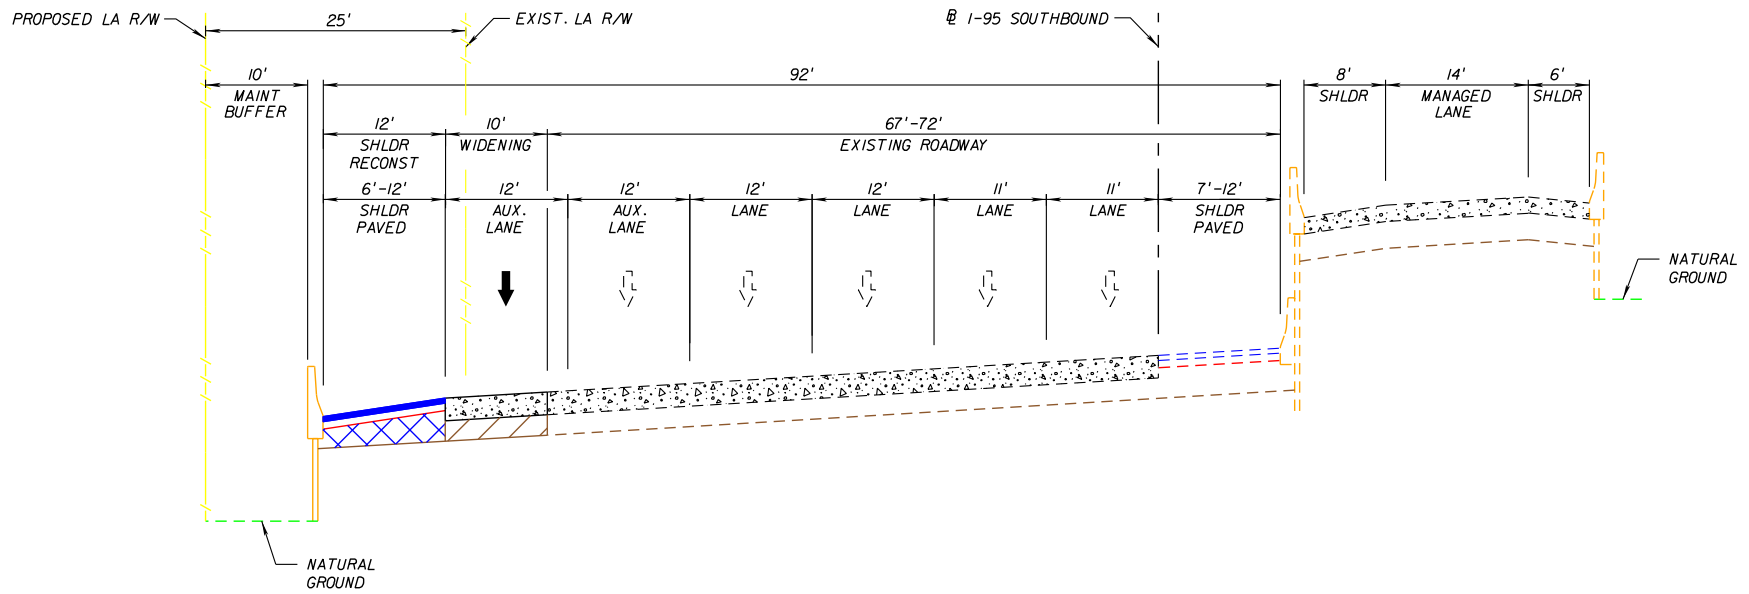 PROPOSED LA R/W
25'
EXIST. LA R/W
℄ I-95 SOUTHBOUND
10'
MAINT
BUFFER
92'
8'
SHLDR
14'
MANAGED
LANE
6'
SHLDR
12'
SHLDR
RECONST
10'
WIDENING
67'-72'
EXISTING ROADWAY
6'-12'
SHLDR
PAVED
12'
AUX.
LANE
12'
AUX.
LANE
12'
LANE
12'
LANE
11'
LANE
11'
LANE
7'-12'
SHLDR
PAVED
NATURAL
GROUND
NATURAL
GROUND